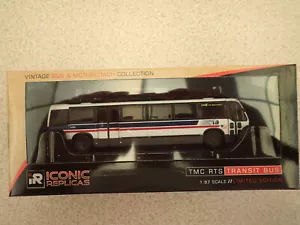 VINTAGE BUS & MOTORCOACH COLLECTION
iR ICONIC
REPLICAS
TMC RTS TRANSIT BUS
1:87 SCALE LIMITED EDITION